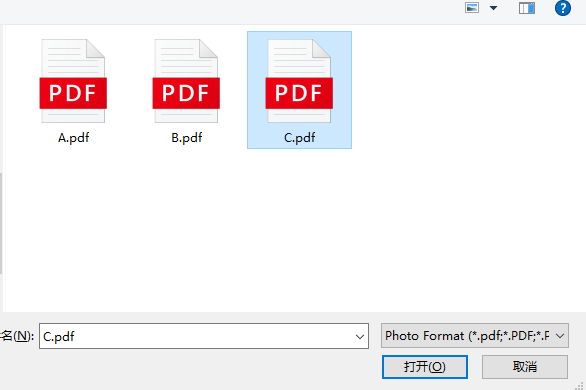 ?
PDF PDF PDF
A.pdf B.pdf C.pdf
名(N): C.pdf Photo Format (*.pdf;*.PDF;*.P
打开(O) 取消